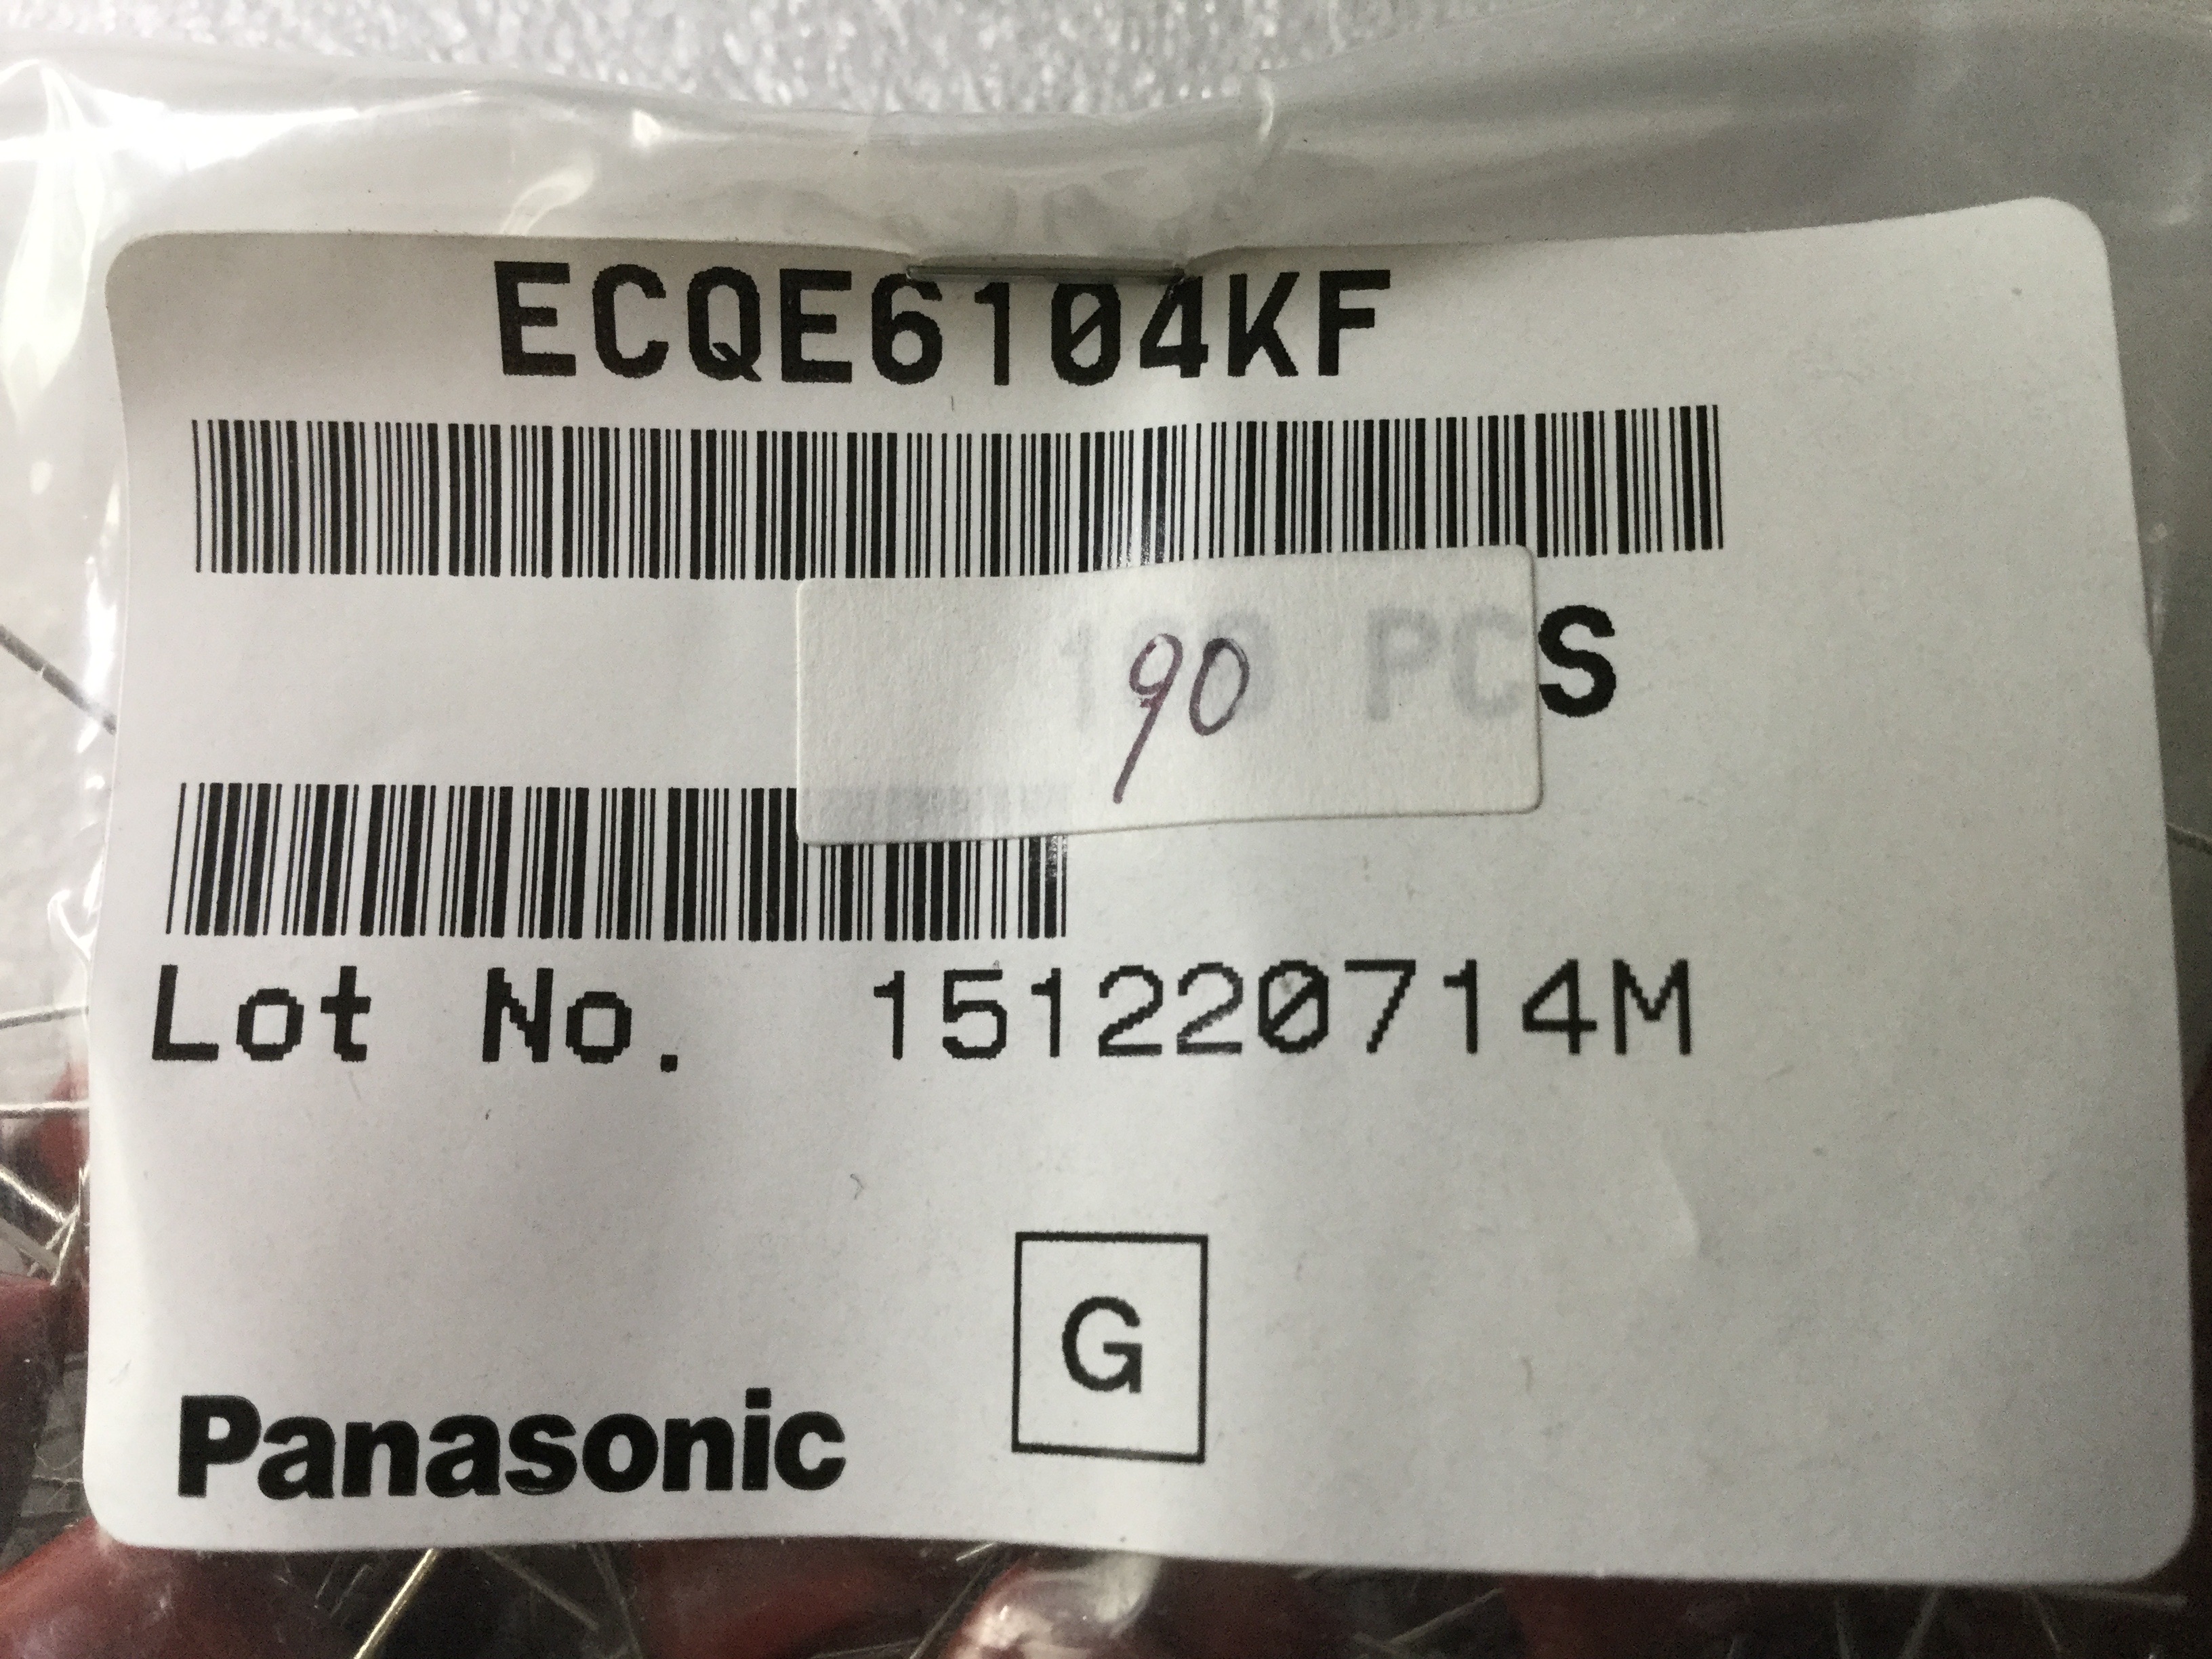 ECQE6104KF
90 PCS
Lot No. 151220714M
G
Panasonic